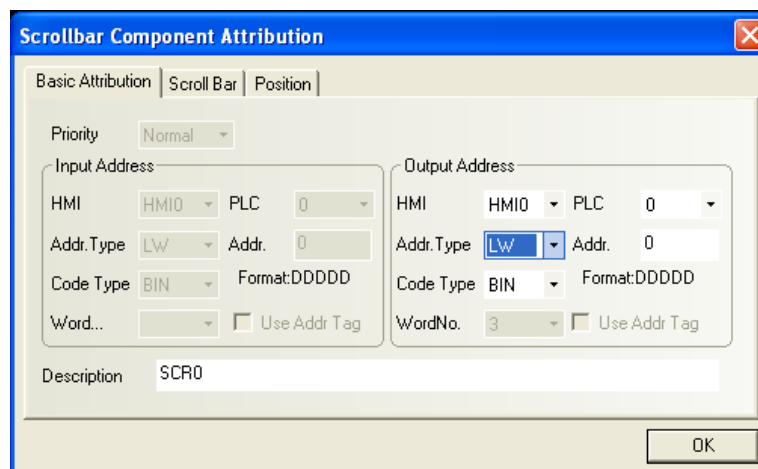 Scrollbar Component Attribution
Basic Attribution Scroll Bar Position
Priority Normal
Input Address
HMI HMI0 PLC 0
Addr.Type LW Addr. 0
Code Type BIN Format:DDDDD
Word... Use Addr Tag
Output Address
HMI HMI0 PLC 0
Addr.Type LW Addr. 0
Code Type BIN Format:DDDDD
WordNo. 3 Use Addr Tag
Description SCR0
OK